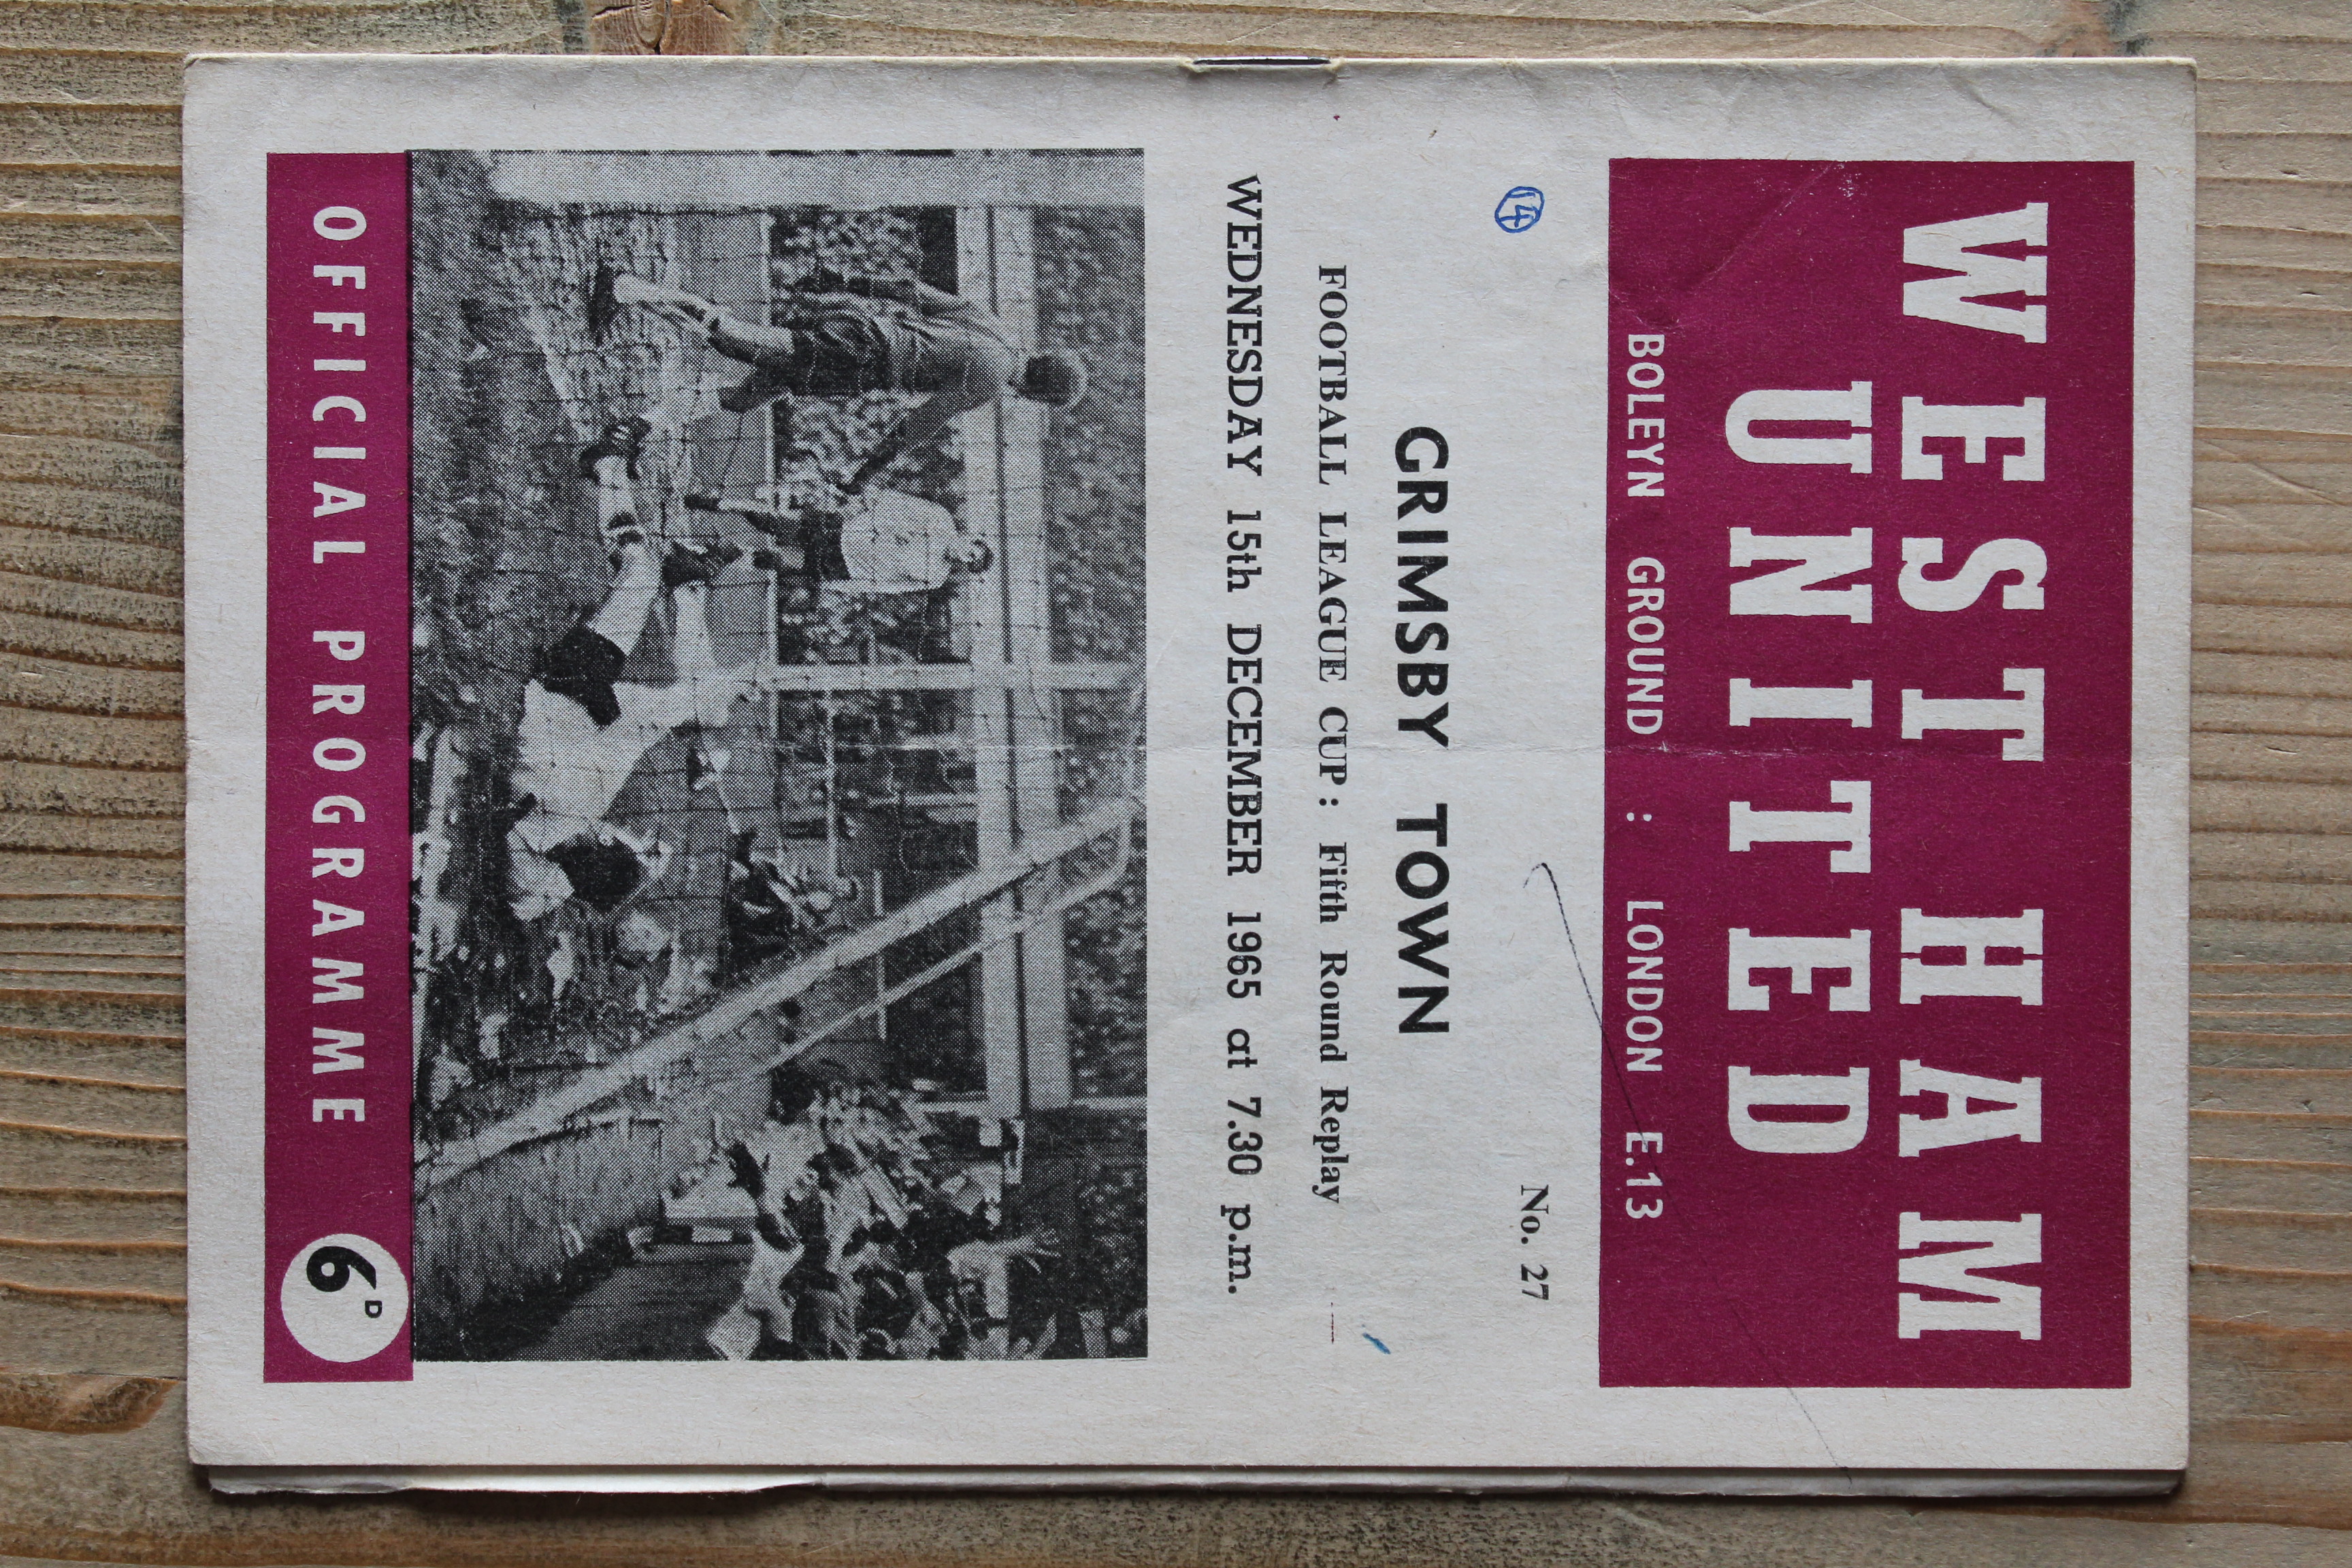 WEST HAM
UNITED
BOLEYN GROUND : LONDON E.13
14
No. 27
GRIMSBY TOWN
FOOTBALL LEAGUE CUP: Fifth Round Replay
WEDNESDAY 15th DECEMBER 1965 at 7.30 p.m.
OFFICIAL PROGRAMME 6D